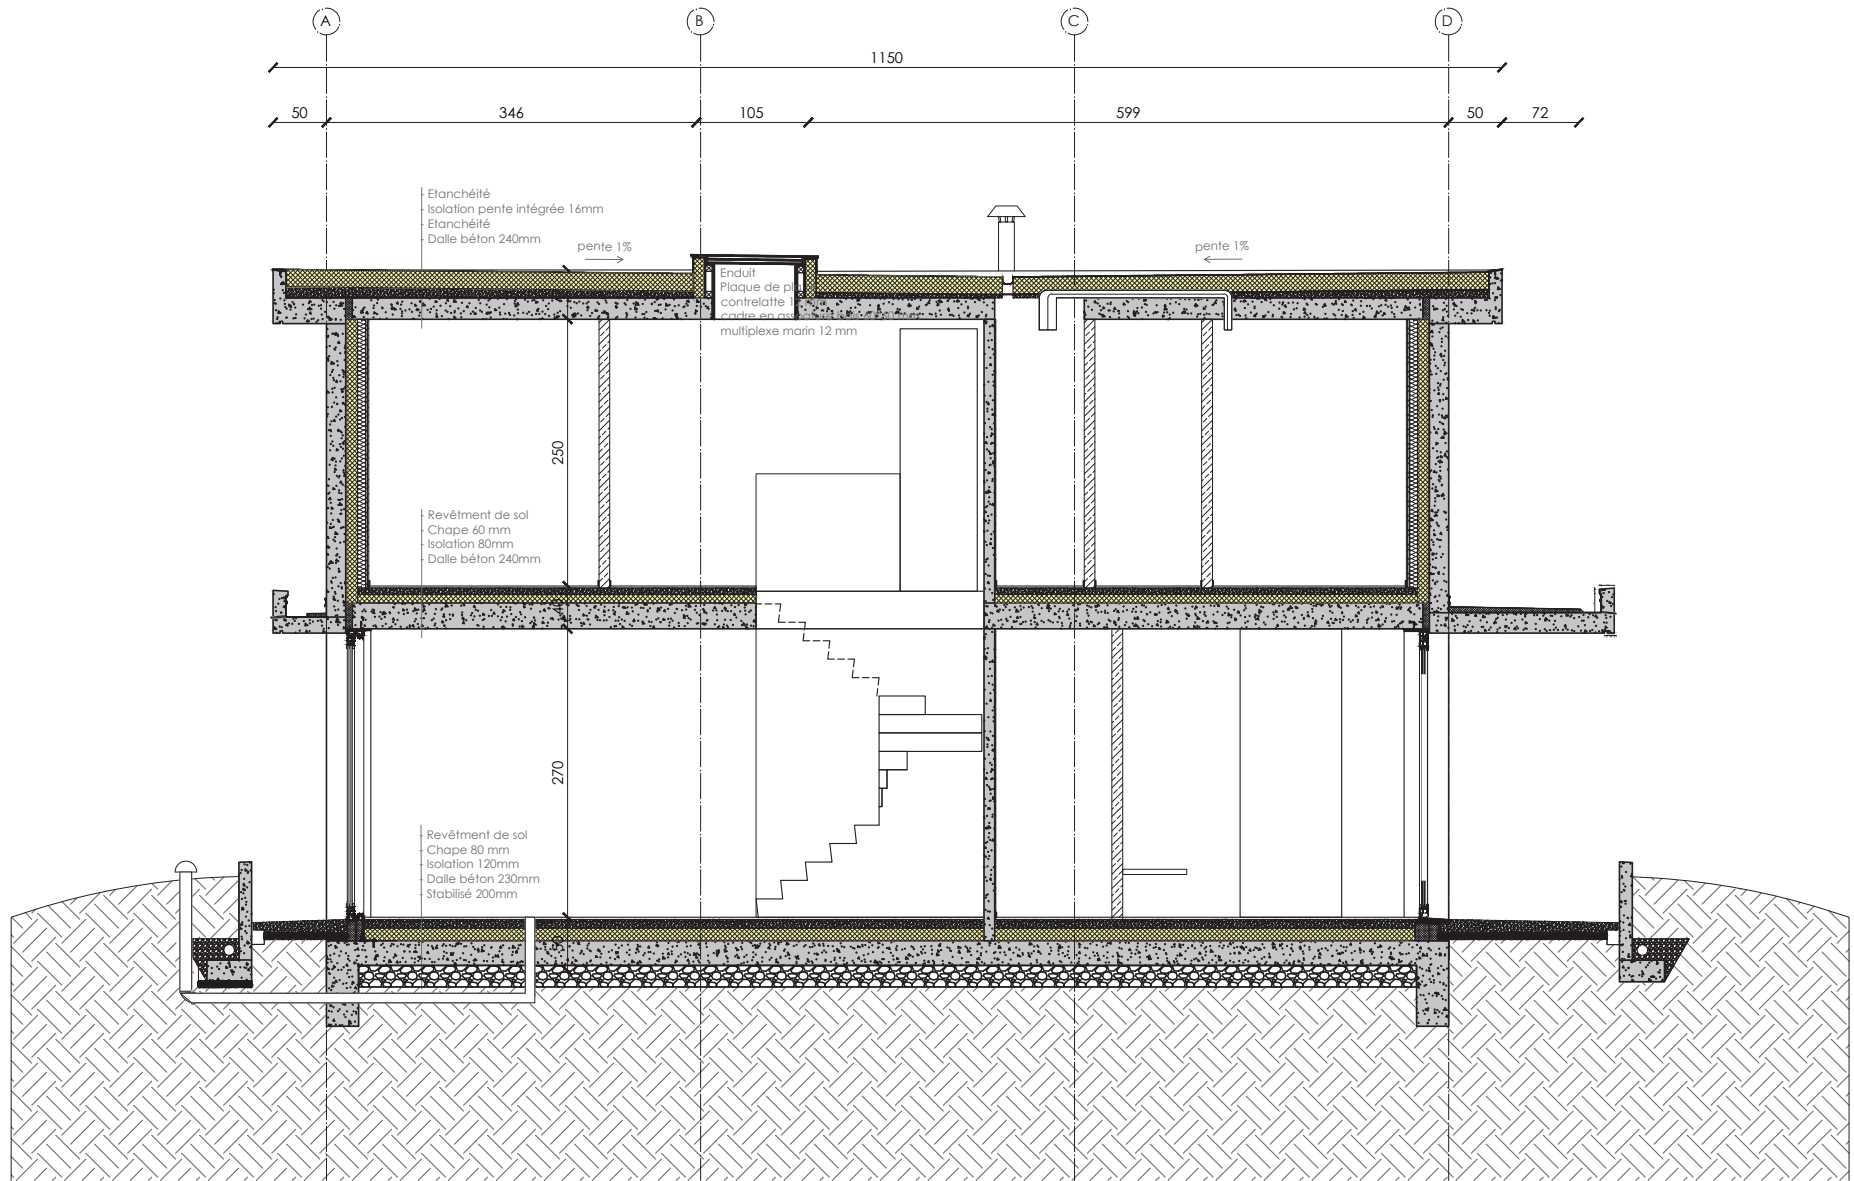 A B C D
1150
50 346 105 599 50 72
Etanchéité
Isolation pente intégrée 16mm
Etanchéité
Dalle béton 240mm
pente 1%
pente 1%
Enduit
Plaque de
contrelatte
cadre en
multiplexe marin 12 mm
250
Revêtment de sol
Chape 60 mm
Isolation 80mm
Dalle béton 240mm
270
Revêtment de sol
Chape 80 mm
Isolation 120mm
Dalle béton 230mm
Stabilisé 200mm